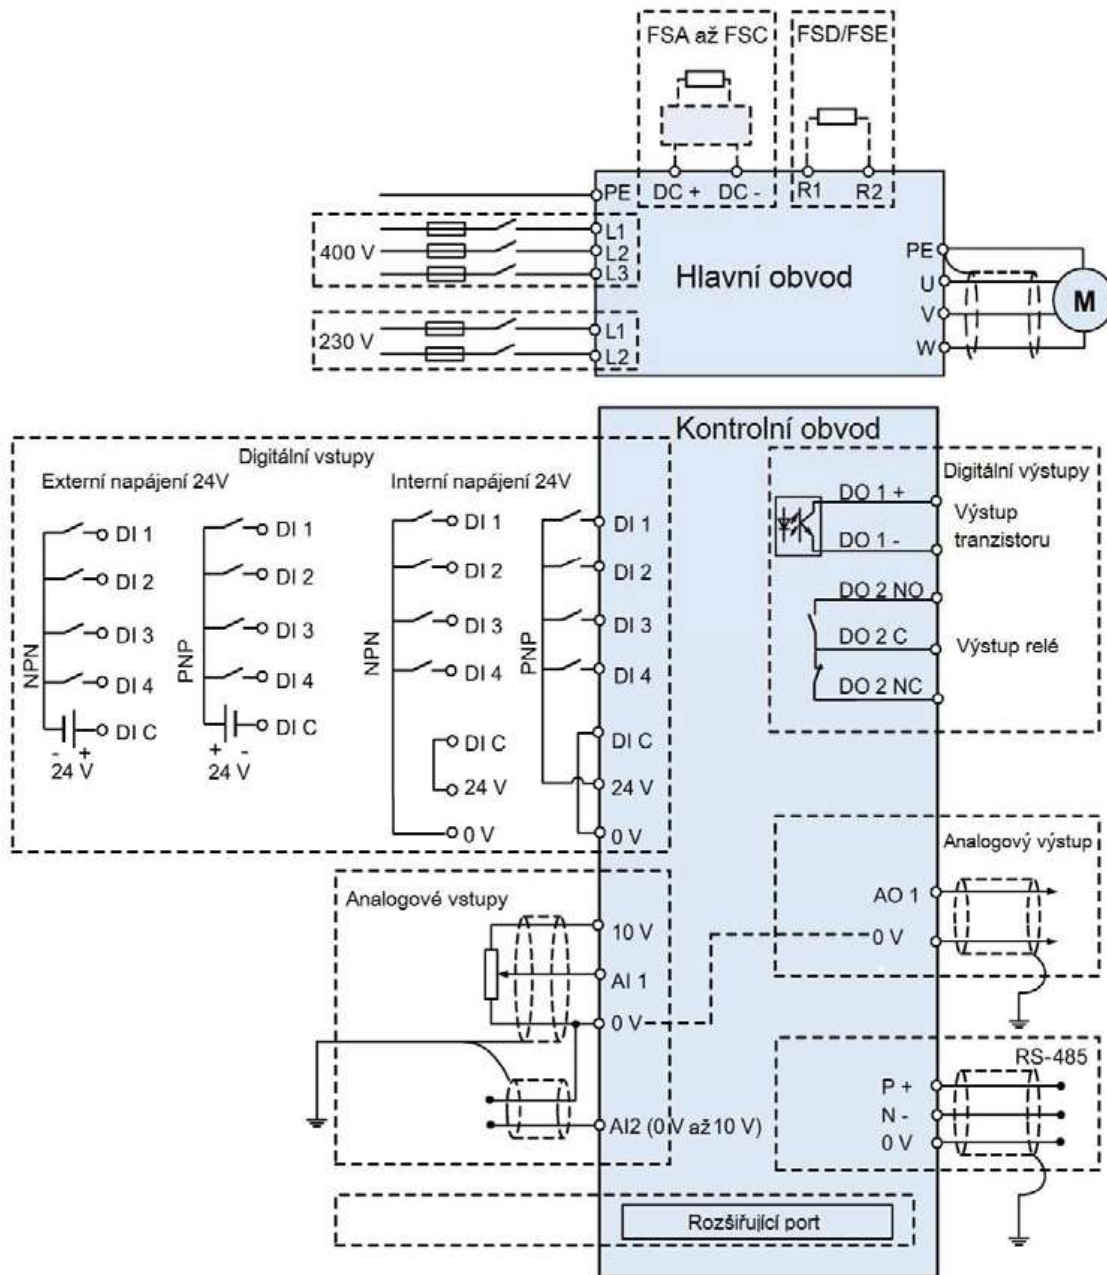 FSA až FSC
FSD/FSE
PE
DC +
DC -
R1
R2
400 V
L1
L2
L3
Hlavní obvod
PE
U
V
W
M
230 V
L1
L2
Kontrolní obvod
Digitální vstupy
Externí napájení 24V
Interní napájení 24V
NPN
DI 1
DI 2
DI 3
DI 4
DI C
- +
24 V
PNP
DI 1
DI 2
DI 3
DI 4
DI C
+ -
24 V
NPN
DI 1
DI 2
DI 3
DI 4
DI C
24 V
0 V
PNP
DI 1
DI 2
DI 3
DI 4
DI C
24 V
0 V
Digitální výstupy
DO 1 +
DO 1 -
Výstup
tranzistoru
DO 2 NO
DO 2 C
DO 2 NC
Výstup relé
Analogové vstupy
10 V
AI 1
0 V
AI2 (0 V až 10 V)
Analogový výstup
AO 1
0 V
RS-485
P +
N -
0 V
Rozšiřující port